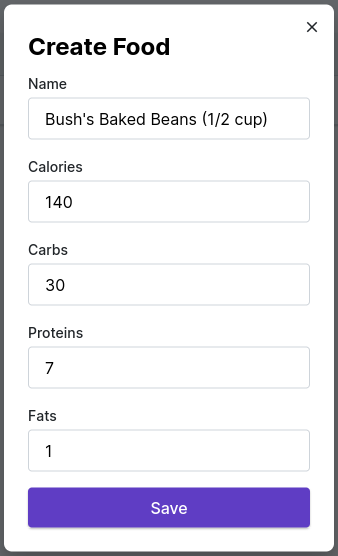 Create Food
Name
Bush's Baked Beans (1/2 cup)
Calories
140
Carbs
30
Proteins
7
Fats
1
Save